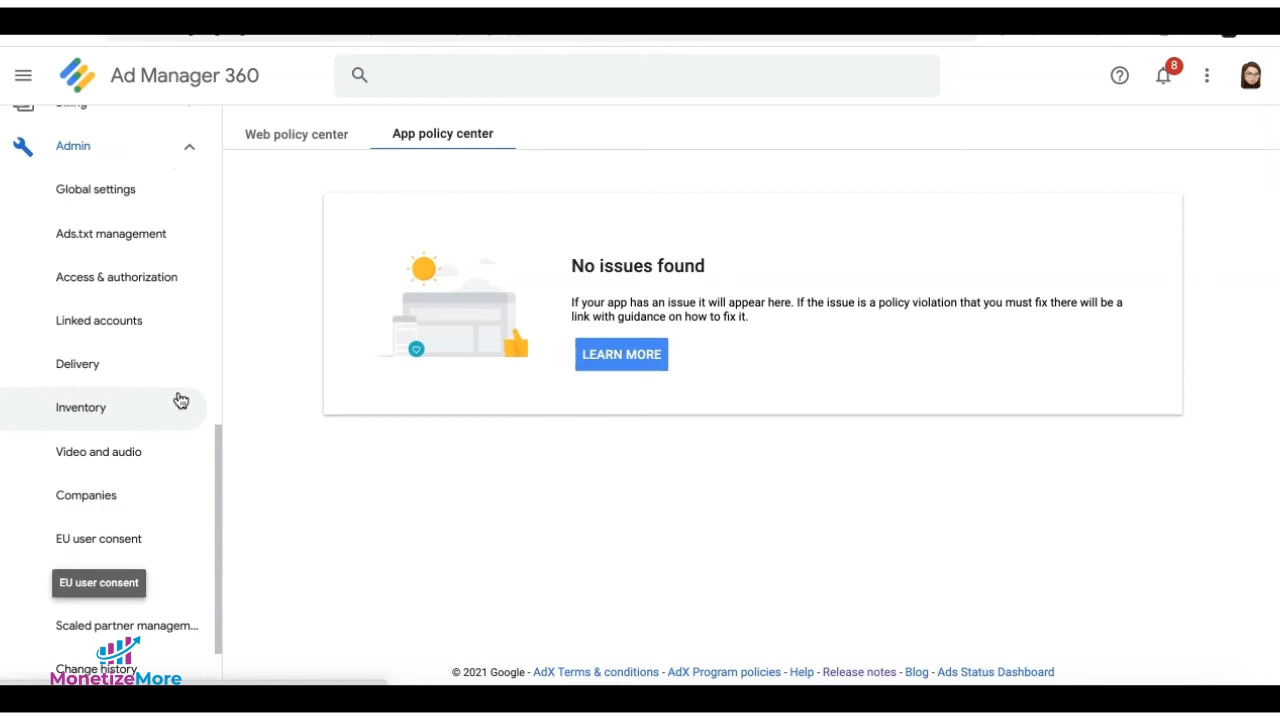 Ad Manager 360
8
Billing
Admin
Global settings
Ads.txt management
Access & authorization
Linked accounts
Delivery
Inventory
Video and audio
Companies
EU user consent
EU user consent
Scaled partner managem...
Change history
MonetizeMore
Web policy center
App policy center
No issues found
If your app has an issue it will appear here. If the issue is a policy violation that you must fix there will be a
link with guidance on how to fix it.
LEARN MORE
© 2021 Google - AdX Terms & conditions - AdX Program policies - Help - Release notes - Blog - Ads Status Dashboard